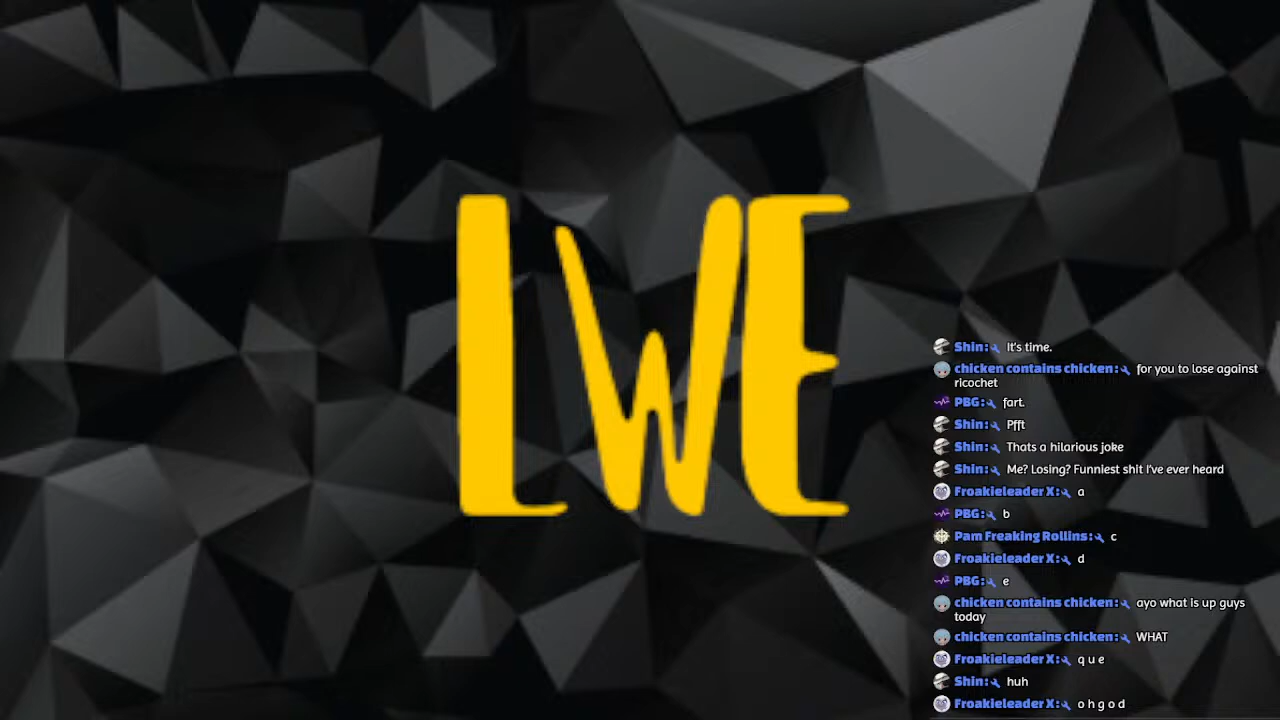 LWE
Shin: It's time.
chicken contains chicken: for you to lose against
ricochet
PBG: fart.
Shin: Pfft
Shin: Thats a hilarious joke
Shin: Me? Losing? Funniest shit I've ever heard
Froakieleader X: a
PBG: b
Pam Freaking Rollins: c
Froakieleader X: d
PBG: e
chicken contains chicken: ayo what is up guys
today
chicken contains chicken: WHAT
Froakieleader X: q u e
Shin: huh
Froakieleader X: o h g o d